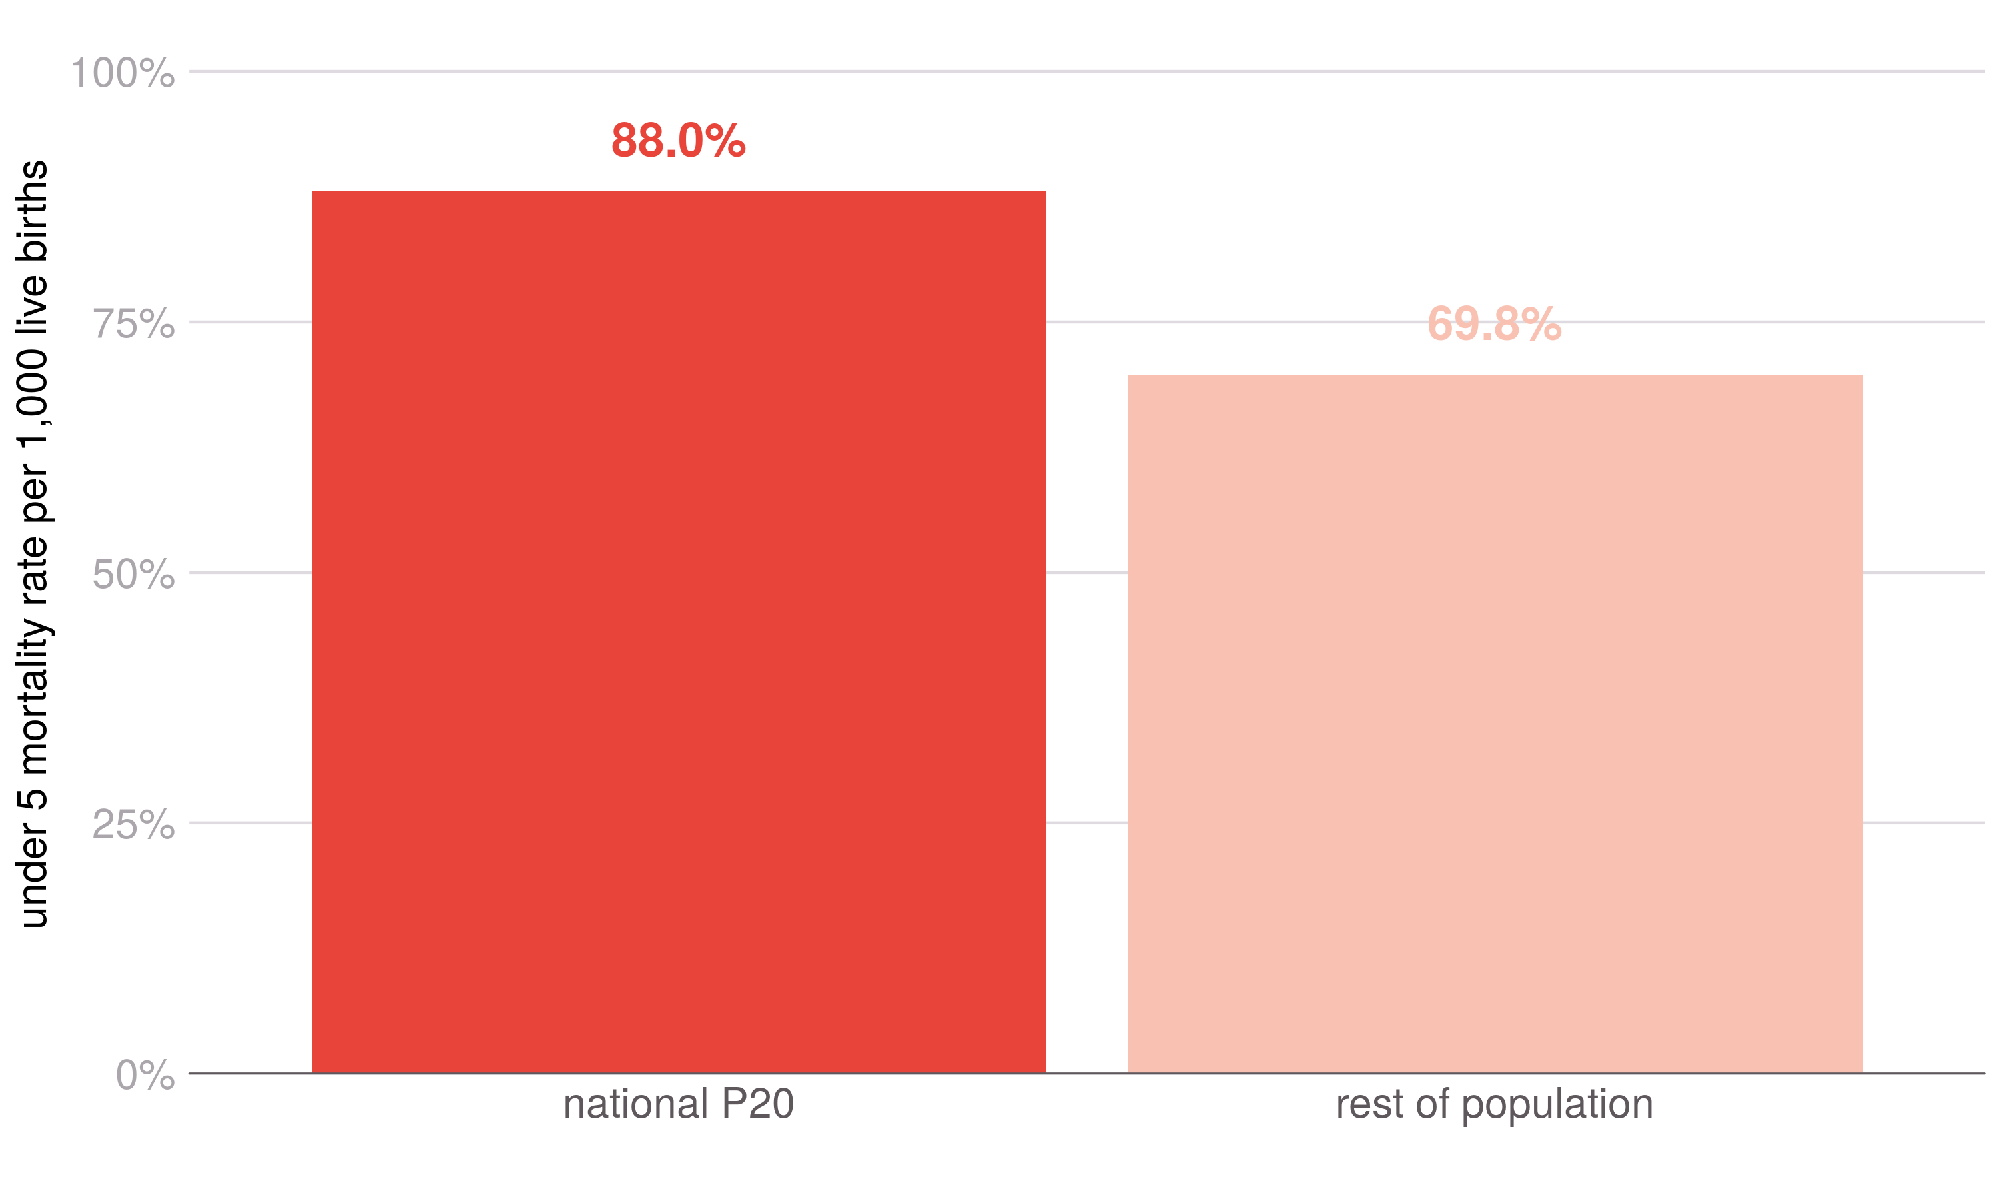 under 5 mortality rate per 1,000 live births
100%
75%
50%
25%
0%
88.0%
69.8%
national P20
rest of population